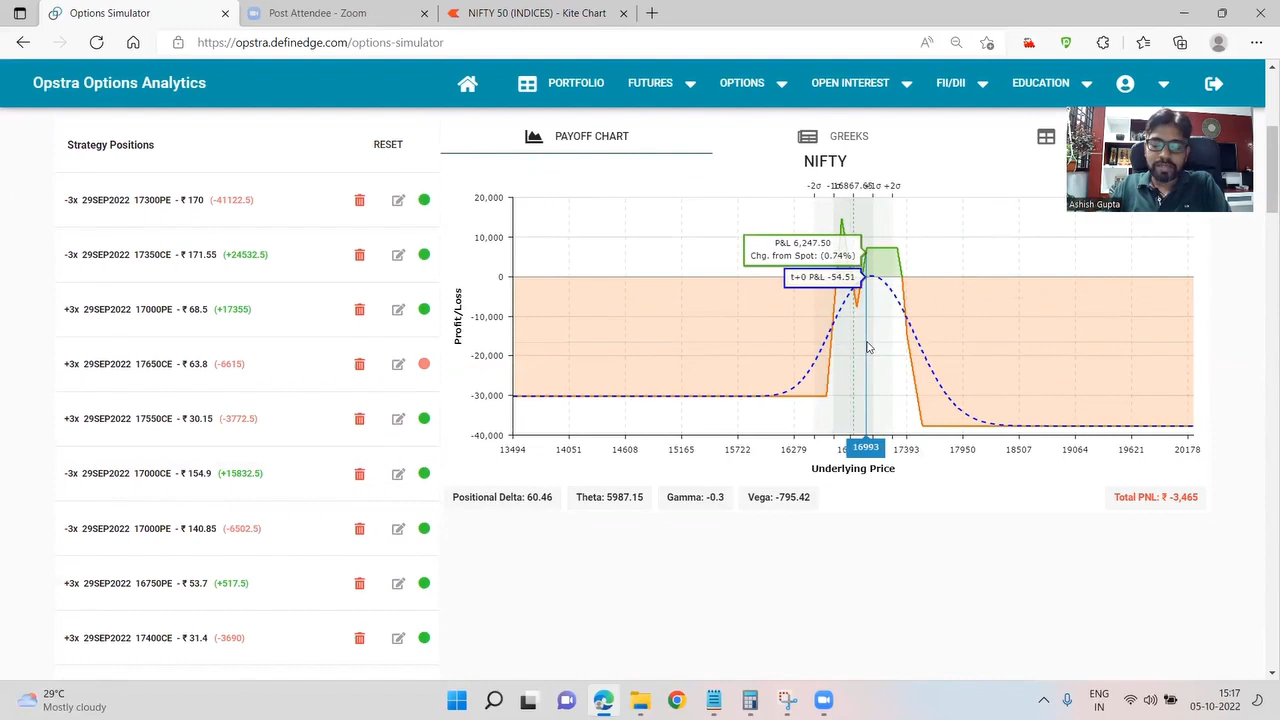 Options Simulator
Post Attendee - Zoom
NIFTY 50 (INDICES) - Kite Chart
https://opstra.definedge.com/options-simulator
Opstra Options Analytics
PORTFOLIO
FUTURES
OPTIONS
OPEN INTEREST
FII/DII
EDUCATION
Strategy Positions
RESET
-3x 29SEP2022 17300PE - ₹ 170 (-41122.5)
-3x 29SEP2022 17350CE - ₹ 171.55 (+24532.5)
+3x 29SEP2022 17000PE - ₹ 68.5 (+17355)
+3x 29SEP2022 17650CE - ₹ 63.8 (-6615)
+3x 29SEP2022 17550CE - ₹ 30.15 (-3772.5)
-3x 29SEP2022 17000CE - ₹ 154.9 (+15832.5)
-3x 29SEP2022 17000PE - ₹ 140.85 (-6502.5)
+3x 29SEP2022 16750PE - ₹ 53.7 (+517.5)
+3x 29SEP2022 17400CE - ₹ 31.4 (-3690)
PAYOFF CHART
GREEKS
NIFTY
-2σ +2σ
20,000
10,000
0
-10,000
-20,000
-30,000
-40,000
Profit/Loss
P&L 6,247.50
Chg. from Spot: (0.74%)
t+0 P&L -54.51
13494 14051 14608 15165 15722 16279 16993 17393 17950 18507 19064 19621 20178
Underlying Price
Positional Delta: 60.46
Theta: 5987.15
Gamma: -0.3
Vega: -795.42
Total PNL: ₹ -3,465
Ashish Gupta
29°C
Mostly cloudy
ENG
IN
15:17
05-10-2022